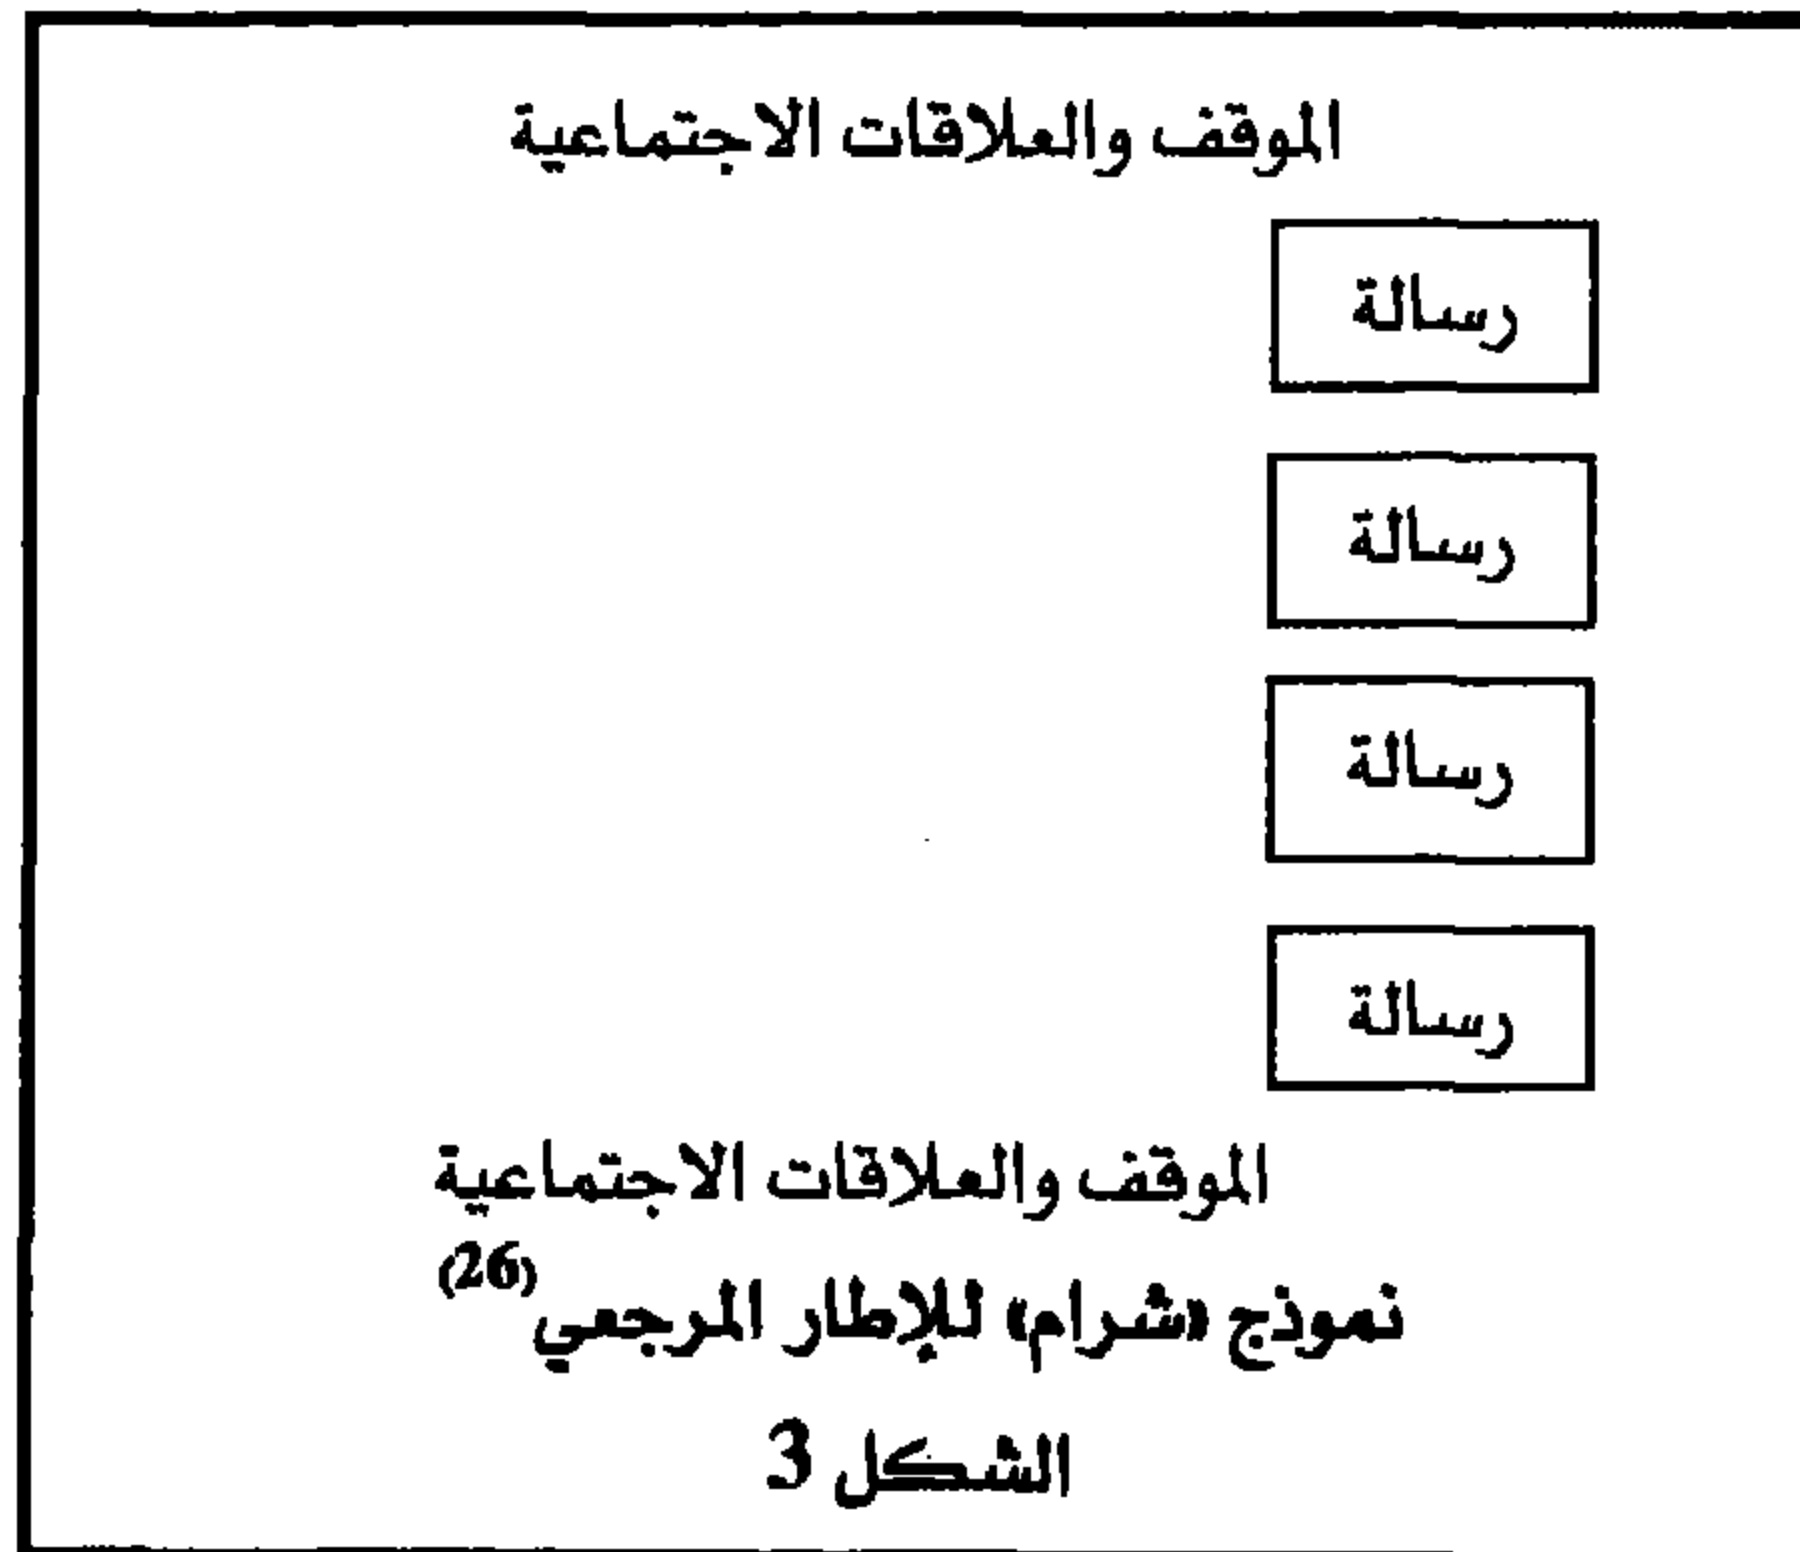 الموقف والعلاقات الاجتماعية
رسالة
رسالة
رسالة
رسالة
الموقف والعلاقات الاجتماعية
نموذج «شرام» للإطار المرجعي(26)
الشكل 3